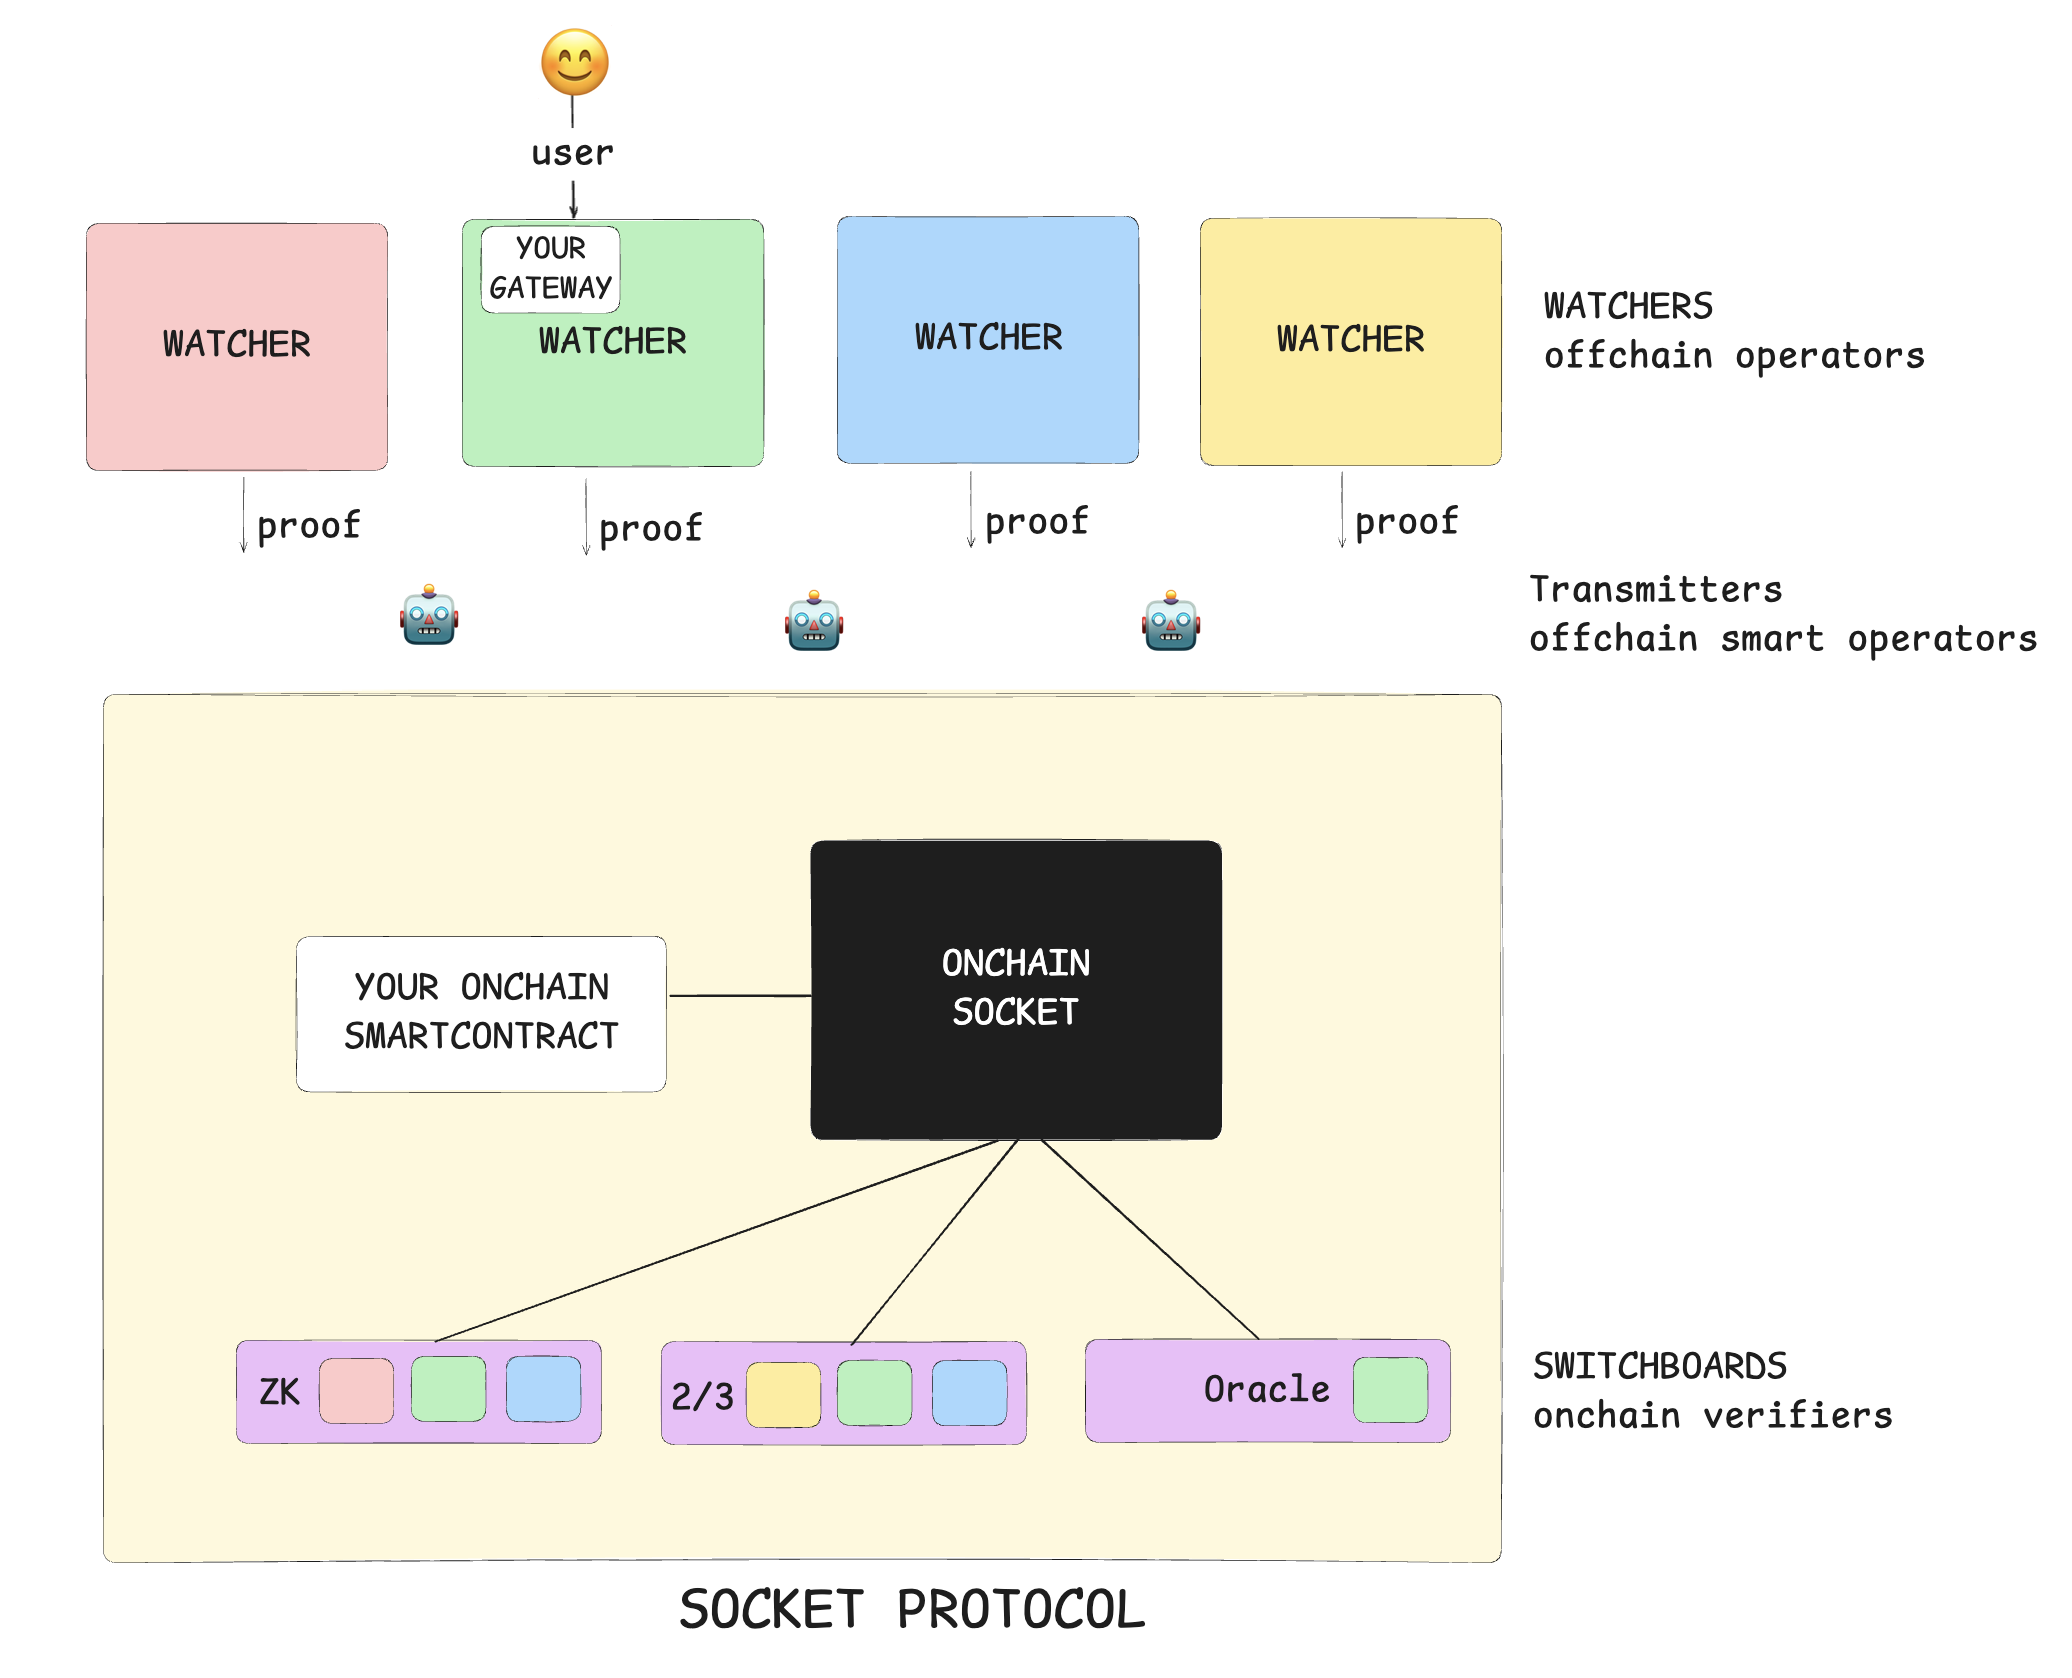 user
YOUR
GATEWAY
WATCHER
WATCHER
WATCHER
WATCHER
WATCHERS
offchain operators
proof
proof
proof
proof
Transmitters
offchain smart operators
ONCHAIN
SOCKET
YOUR ONCHAIN
SMARTCONTRACT
ZK
2/3
Oracle
SWITCHBOARDS
onchain verifiers
SOCKET PROTOCOL